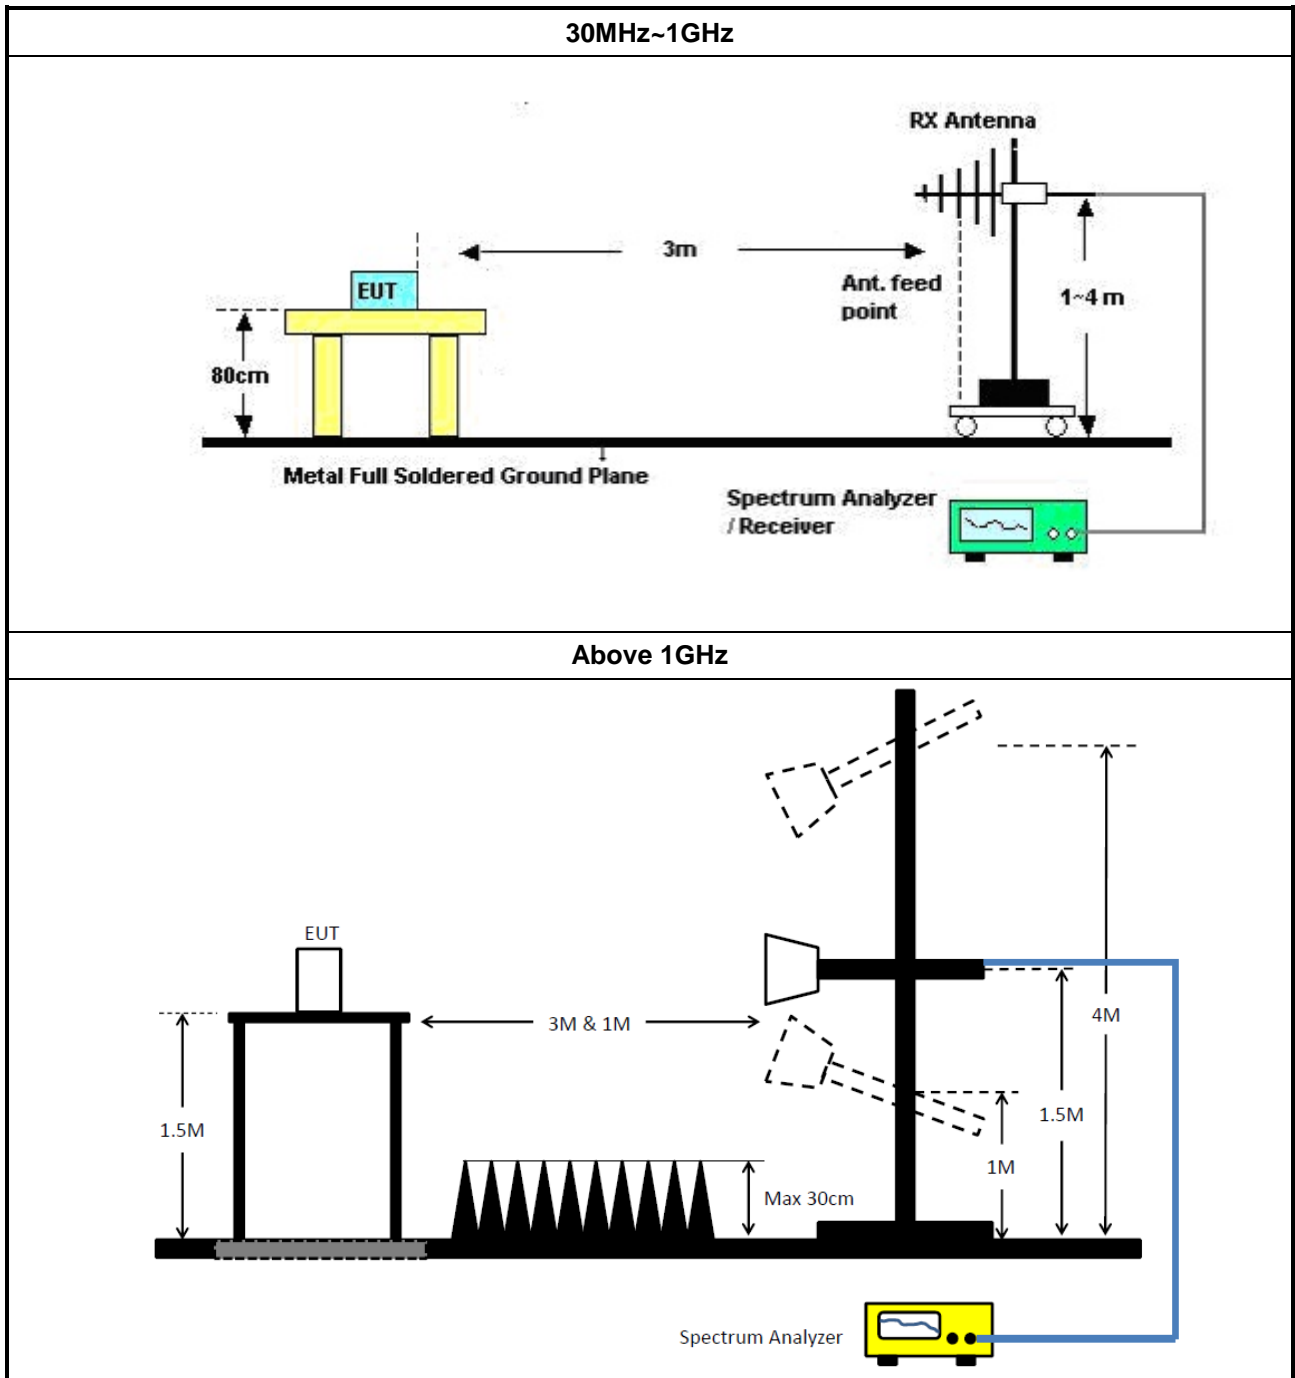 30MHz~1GHz
RX Antenna
3m
EUT
Ant. feed
point
1~4 m
80cm
Metal Full Soldered Ground Plane
Spectrum Analyzer
/ Receiver
Above 1GHz
EUT
3M & 1M
4M
1.5M
1.5M
1M
Max 30cm
Spectrum Analyzer